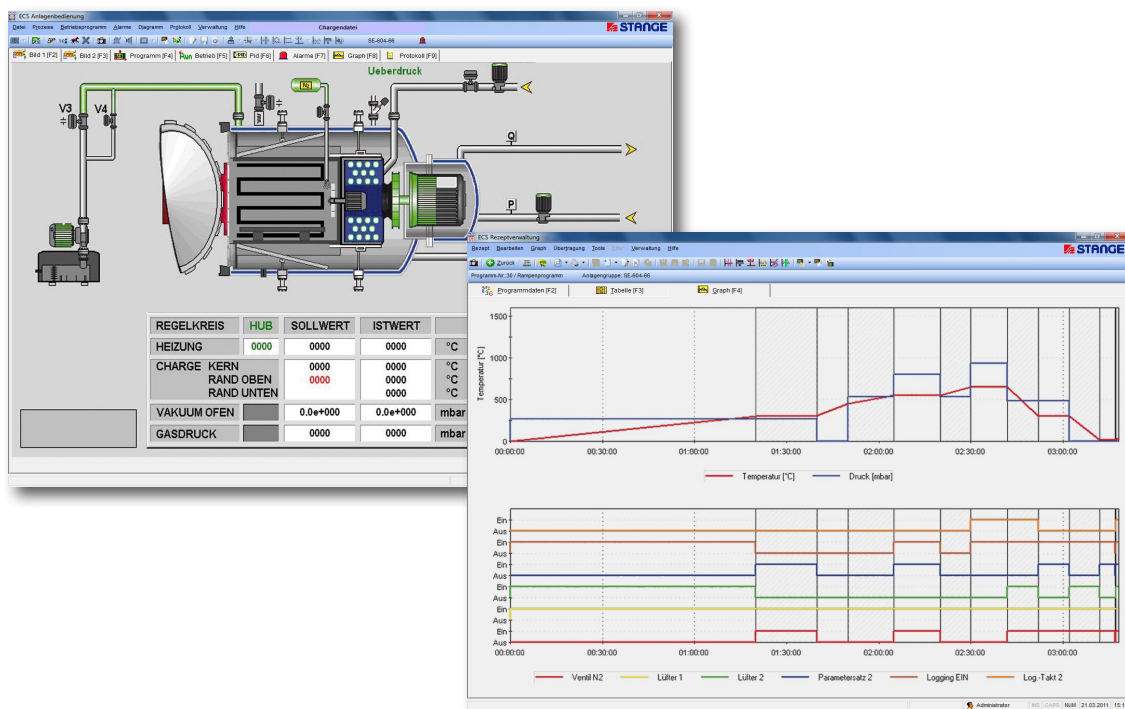 ECS Anlagenbedienung
Datei Prozess Betriebsprogramm Alarme Diagramm Protokoll Verwaltung Hilfe Chargendatei STANGE
SE-604-66
Bild 1 [F2] Bild 2 [F3] Programm [F4] Run Betrieb [F5] Pid [F6] Alarme [F7] Graph [F8] Protokoll [F9]
Ueberdruck
N2
V3 V4
Q
P
REGELKREIS HUB SOLLWERT ISTWERT
HEIZUNG 0000 0000 0000 °C
CHARGE KERN 0000 0000 °C
RAND OBEN 0000 0000 °C
RAND UNTEN 0000 °C
VAKUUM OFEN 0.0e+000 0.0e+000 mbar
GASDRUCK 0000 0000 mbar
ECS Rezeptverwaltung
Rezept Bearbeiten Graph Übertragung Tools Verwaltung Hilfe STANGE
Zurück
Programm-Nr.:30 / Rampenprogramm Anlagengruppe: SE-604-66
Programmdaten [F2] Tabelle [F3] Graph [F4]
Temperatur [°C]
1500
1000
500
0
00:00:00 00:30:00 01:00:00 01:30:00 02:00:00 02:30:00 03:00:00
Temperatur [°C] Druck [mbar]
Ein
Aus
Ein
Aus
Ein
Aus
Ein
Aus
Ein
Aus
Ein
Aus
00:00:00 00:30:00 01:00:00 01:30:00 02:00:00 02:30:00 03:00:00
Ventil N2 Lülfter 1 Lülfter 2 Parametersatz 2 Logging EIN Log.-Takt 2
Administrator INS CAPS NUM 21.03.2011 15:1